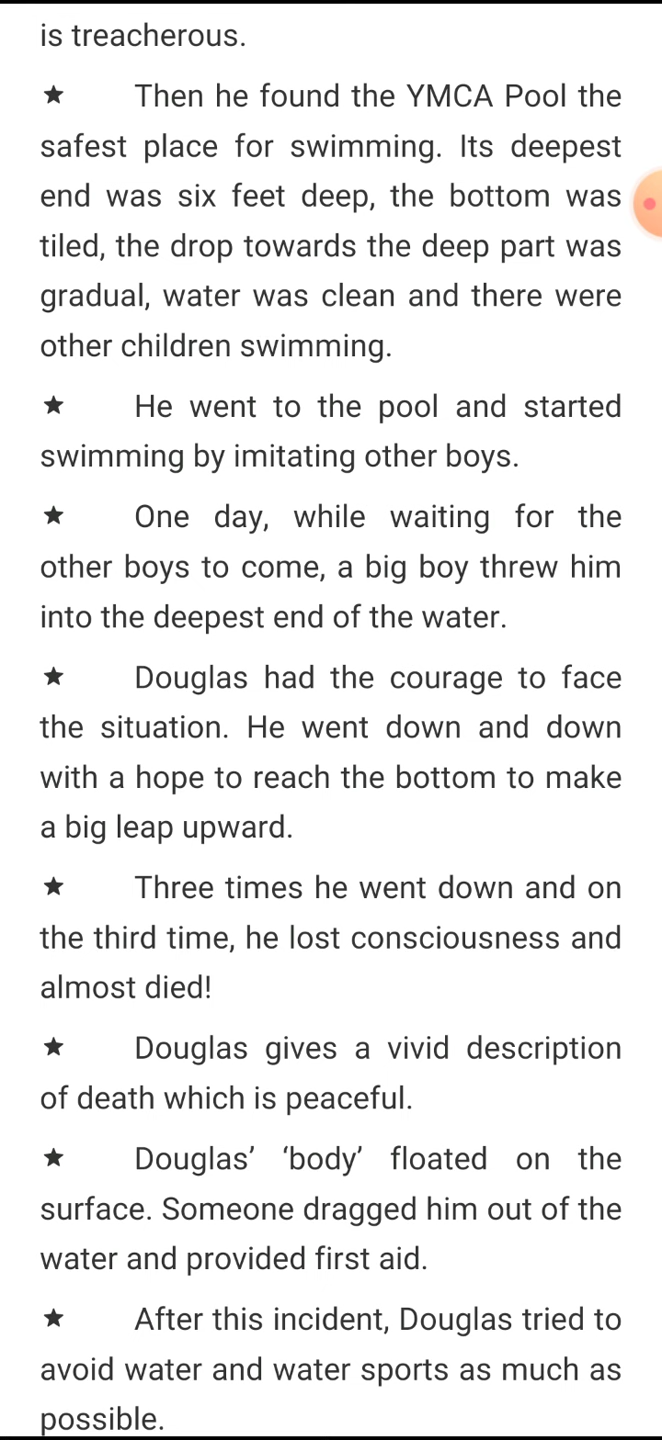 is treacherous.
★ Then he found the YMCA Pool the
safest place for swimming. Its deepest
end was six feet deep, the bottom was
tiled, the drop towards the deep part was
gradual, water was clean and there were
other children swimming.
★ He went to the pool and started
swimming by imitating other boys.
★ One day, while waiting for the
other boys to come, a big boy threw him
into the deepest end of the water.
★ Douglas had the courage to face
the situation. He went down and down
with a hope to reach the bottom to make
a big leap upward.
★ Three times he went down and on
the third time, he lost consciousness and
almost died!
★ Douglas gives a vivid description
of death which is peaceful.
★ Douglas’ ‘body’ floated on the
surface. Someone dragged him out of the
water and provided first aid.
★ After this incident, Douglas tried to
avoid water and water sports as much as
possible.